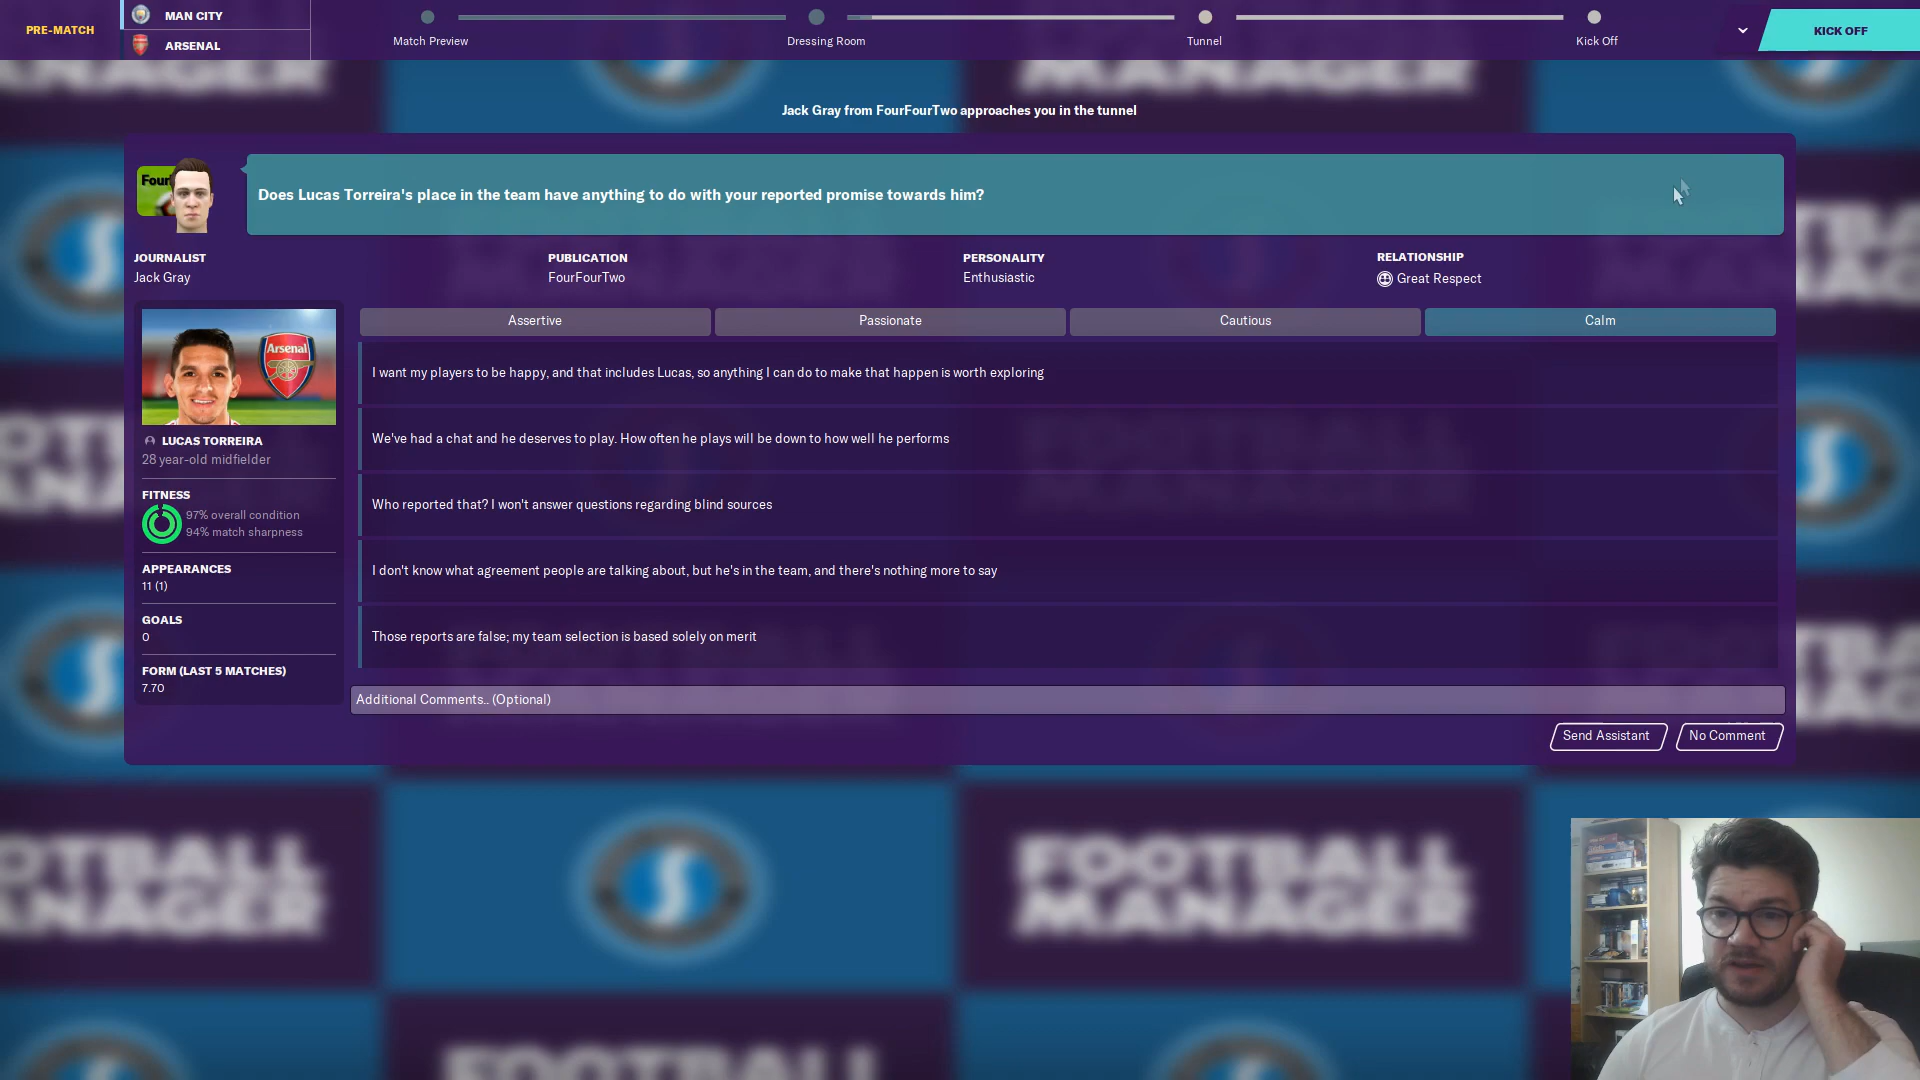 PRE-MATCH
MAN CITY
ARSENAL
Match Preview
Dressing Room
Tunnel
Kick Off
KICK OFF
Jack Gray from FourFourTwo approaches you in the tunnel
Four
Does Lucas Torreira's place in the team have anything to do with your reported promise towards him?
JOURNALIST
Jack Gray
PUBLICATION
FourFourTwo
PERSONALITY
Enthusiastic
RELATIONSHIP
Great Respect
Assertive
Passionate
Cautious
Calm
Arsenal
LUCAS TORREIRA
28 year-old midfielder
FITNESS
97% overall condition
94% match sharpness
APPEARANCES
11 (1)
GOALS
0
FORM (LAST 5 MATCHES)
7.70
I want my players to be happy, and that includes Lucas, so anything I can do to make that happen is worth exploring
We've had a chat and he deserves to play. How often he plays will be down to how well he performs
Who reported that? I won't answer questions regarding blind sources
I don't know what agreement people are talking about, but he's in the team, and there's nothing more to say
Those reports are false; my team selection is based solely on merit
Additional Comments.. (Optional)
Send Assistant
No Comment
OTBALL
ANAGER
FOOTBALL
MANAGER